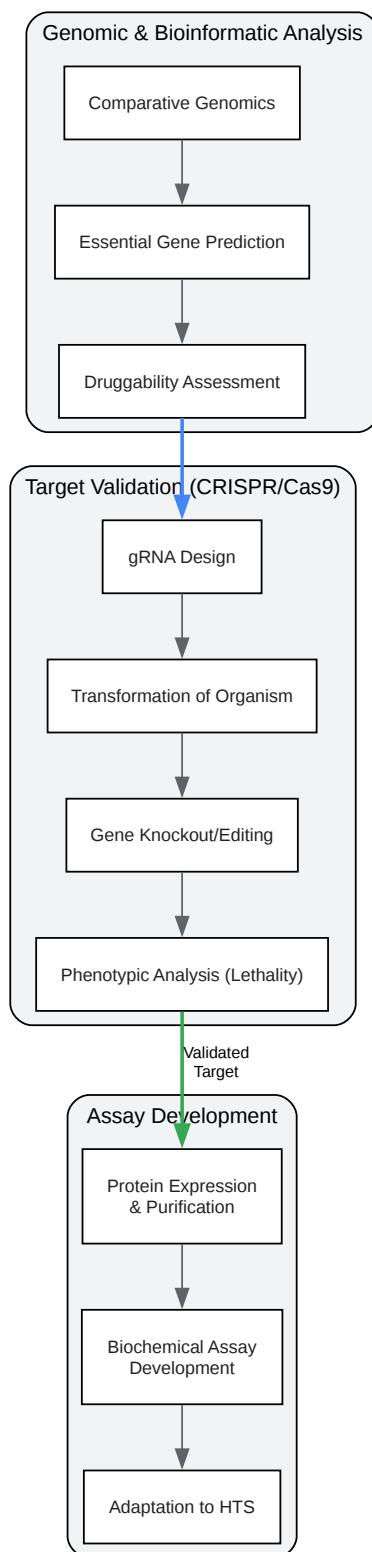 Genomic & Bioinformatic Analysis
Comparative Genomics
Essential Gene Prediction
Druggability Assessment
Target Validation (CRISPR/Cas9)
gRNA Design
Transformation of Organism
Gene Knockout/Editing
Phenotypic Analysis (Lethality)
Validated
Target
Assay Development
Protein Expression
& Purification
Biochemical Assay
Development
Adaptation to HTS